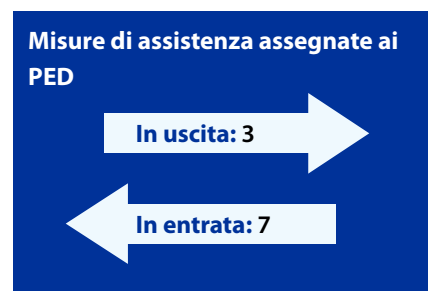 Misure di assistenza assegnate ai
PED
In uscita: 3
In entrata: 7